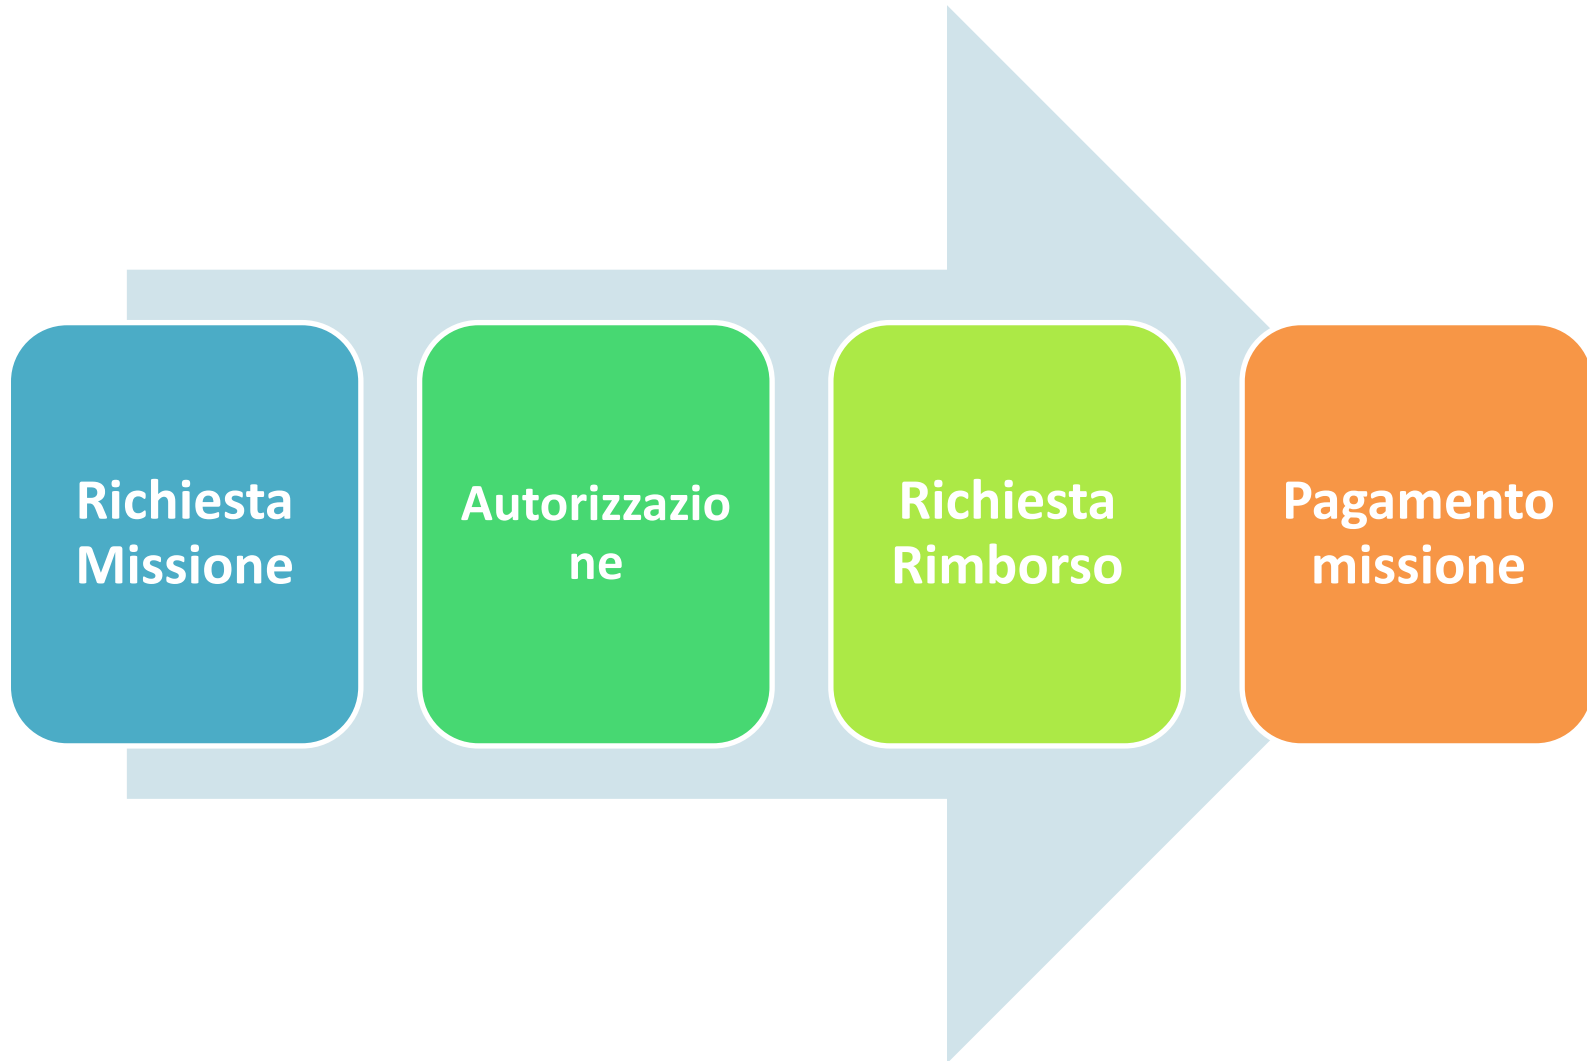 Richiesta
Missione
Autorizzazio
ne
Richiesta
Rimborso
Pagamento
missione